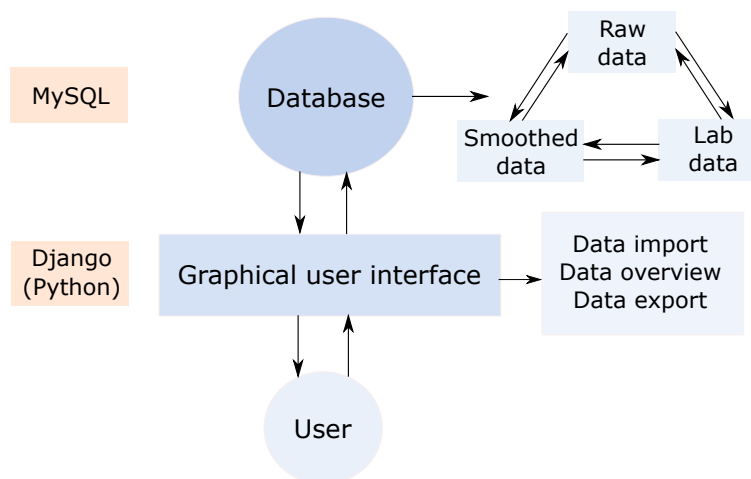 Raw
data
MySQL
Database
Smoothed
data
Lab
data
Django
(Python)
Graphical user interface
Data import
Data overview
Data export
User